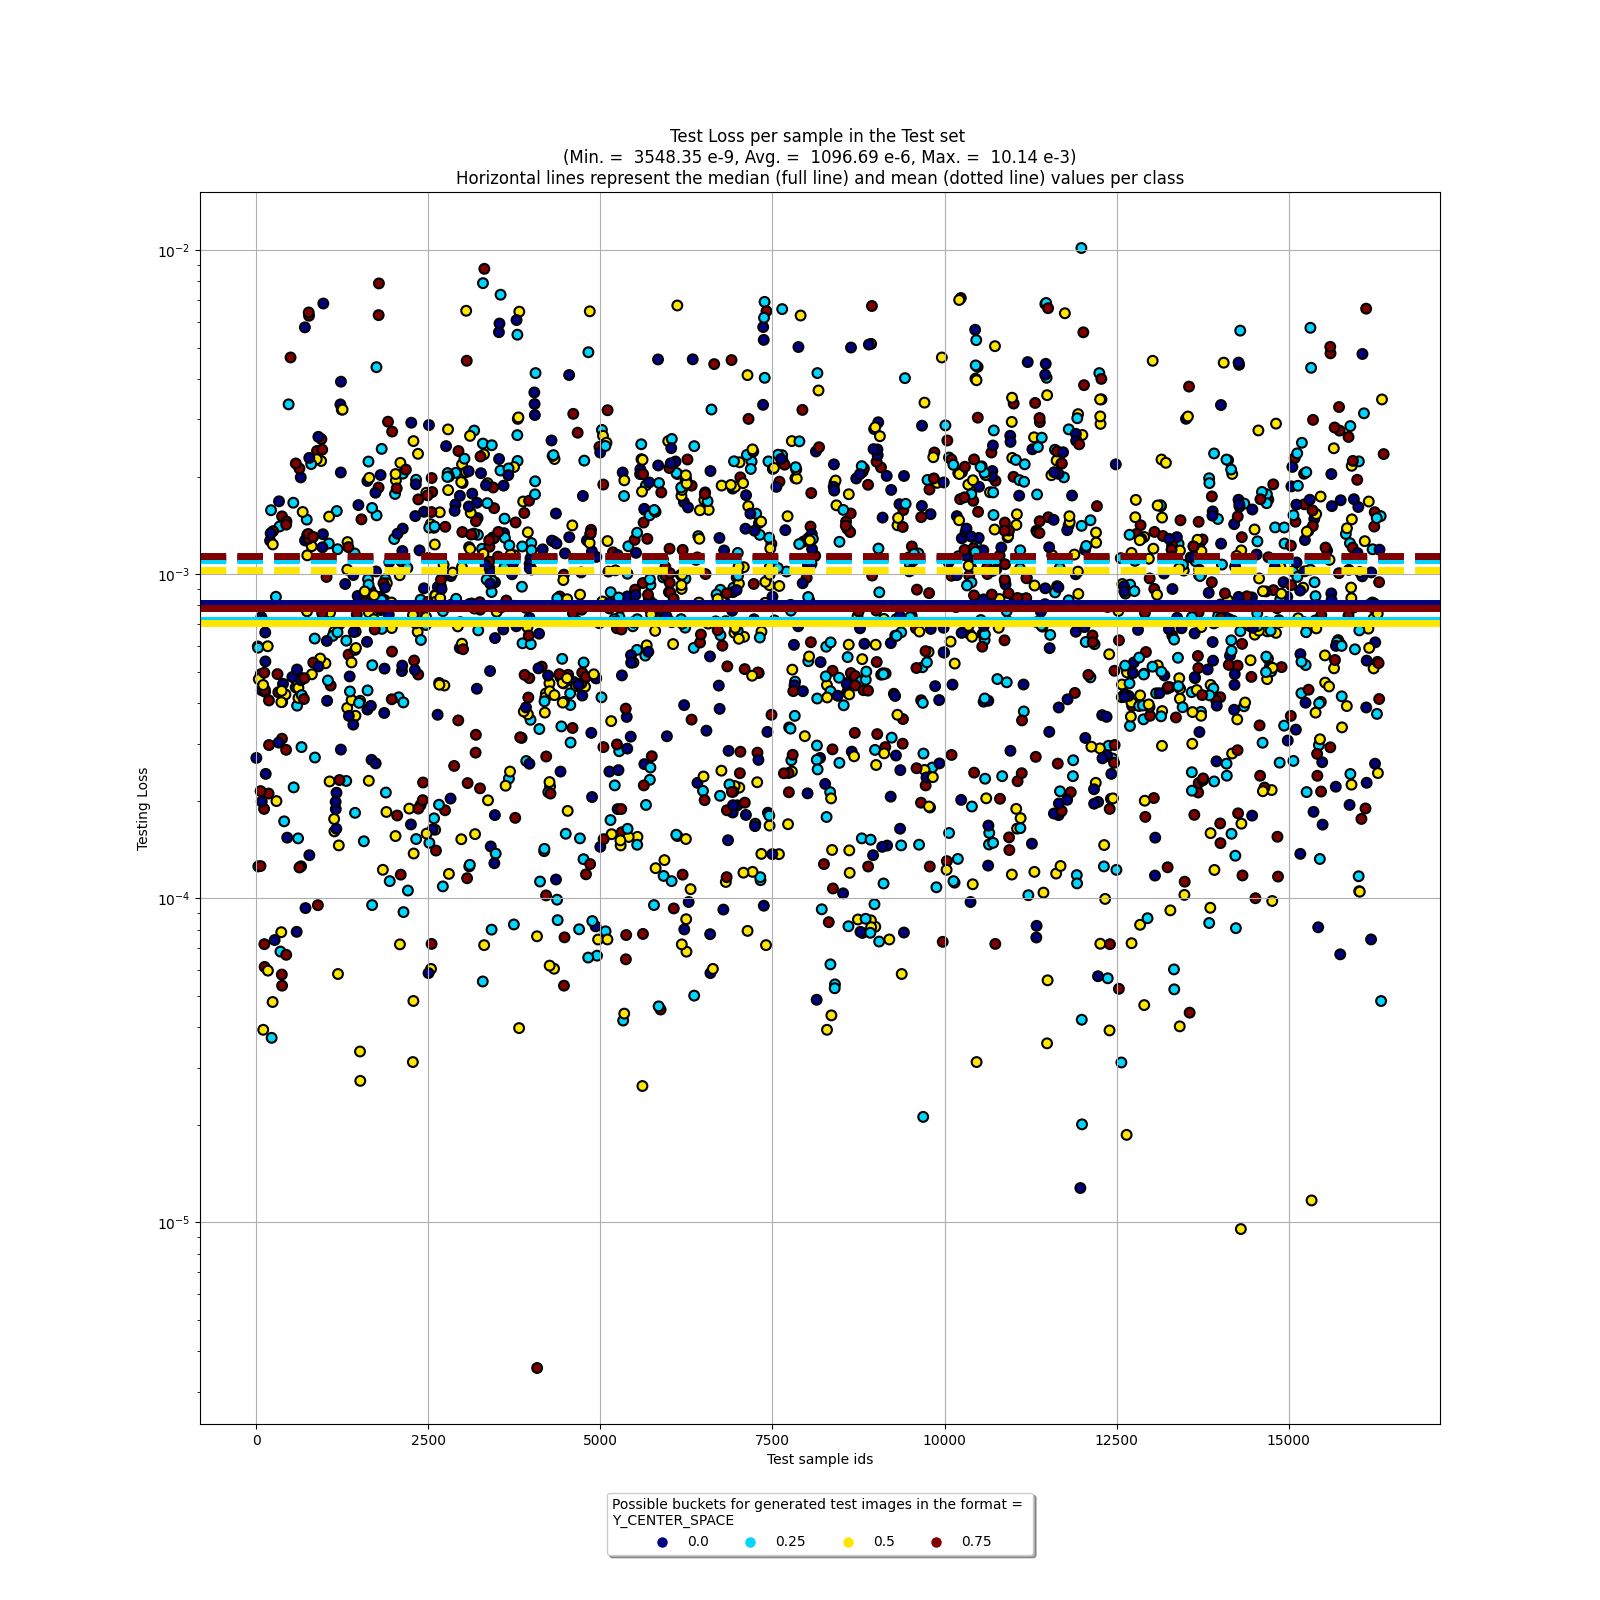 Test Loss per sample in the Test set
(Min. =  3548.35 e-9, Avg. =  1096.69 e-6, Max. =  10.14 e-3)
Horizontal lines represent the median (full line) and mean (dotted line) values per class
Testing Loss
10⁻²
10⁻³
10⁻⁴
10⁻⁵
0 2500 5000 7500 10000 12500 15000
Test sample ids
Possible buckets for generated test images in the format =
Y_CENTER_SPACE
0.0 0.25 0.5 0.75